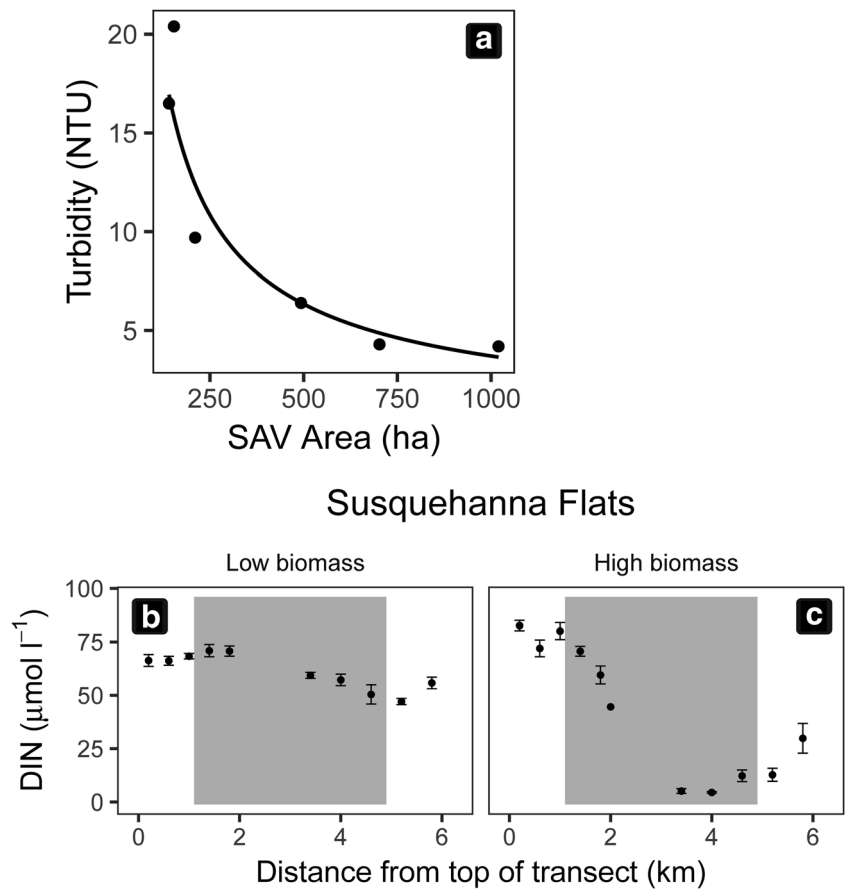 a
20
15
10
5
Turbidity (NTU)
250 500 750 1000
SAV Area (ha)
Susquehanna Flats
Low biomass High biomass
b c
100
75
50
25
0
DIN (μmol l⁻¹)
0 2 4 6 0 2 4 6
Distance from top of transect (km)